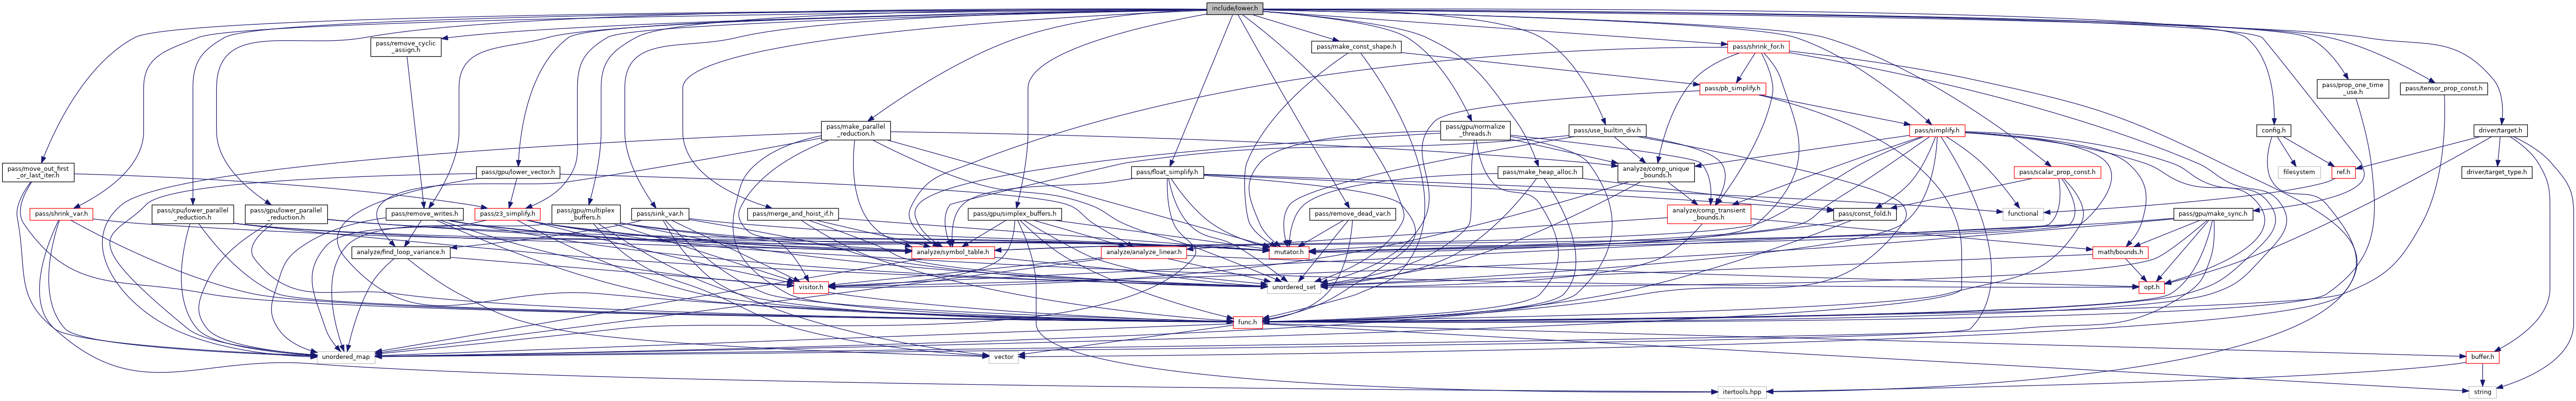 include/lower.h
pass/remove_cyclic
_assign.h
pass/make_const_shape.h
pass/shrink_for.h
pass/pb_simplify.h
pass/prop_one_time
_use.h
pass/tensor_prop_const.h
pass/make_parallel
_reduction.h
pass/gpu/normalize
_threads.h
pass/use_builtin_div.h
pass/simplify.h
config.h
driver/target.h
pass/move_out_first
_or_last_iter.h
pass/gpu/lower_vector.h
pass/float_simplify.h
pass/make_heap_alloc.h
analyze/comp_unique
_bounds.h
pass/scalar_prop_const.h
filesystem
ref.h
driver/target_type.h
pass/shrink_var.h
pass/cpu/lower_parallel
_reduction.h
pass/gpu/lower_parallel
_reduction.h
pass/remove_writes.h
pass/z3_simplify.h
pass/gpu/multiplex
_buffers.h
pass/sink_var.h
pass/merge_and_hoist_if.h
pass/gpu/simplex_buffers.h
pass/remove_dead_var.h
analyze/comp_transient
_bounds.h
pass/const_fold.h
functional
pass/gpu/make_sync.h
analyze/find_loop_variance.h
analyze/symbol_table.h
analyze/analyze_linear.h
mutator.h
math/bounds.h
visitor.h
unordered_set
opt.h
func.h
unordered_map
vector
buffer.h
itertools.hpp
string